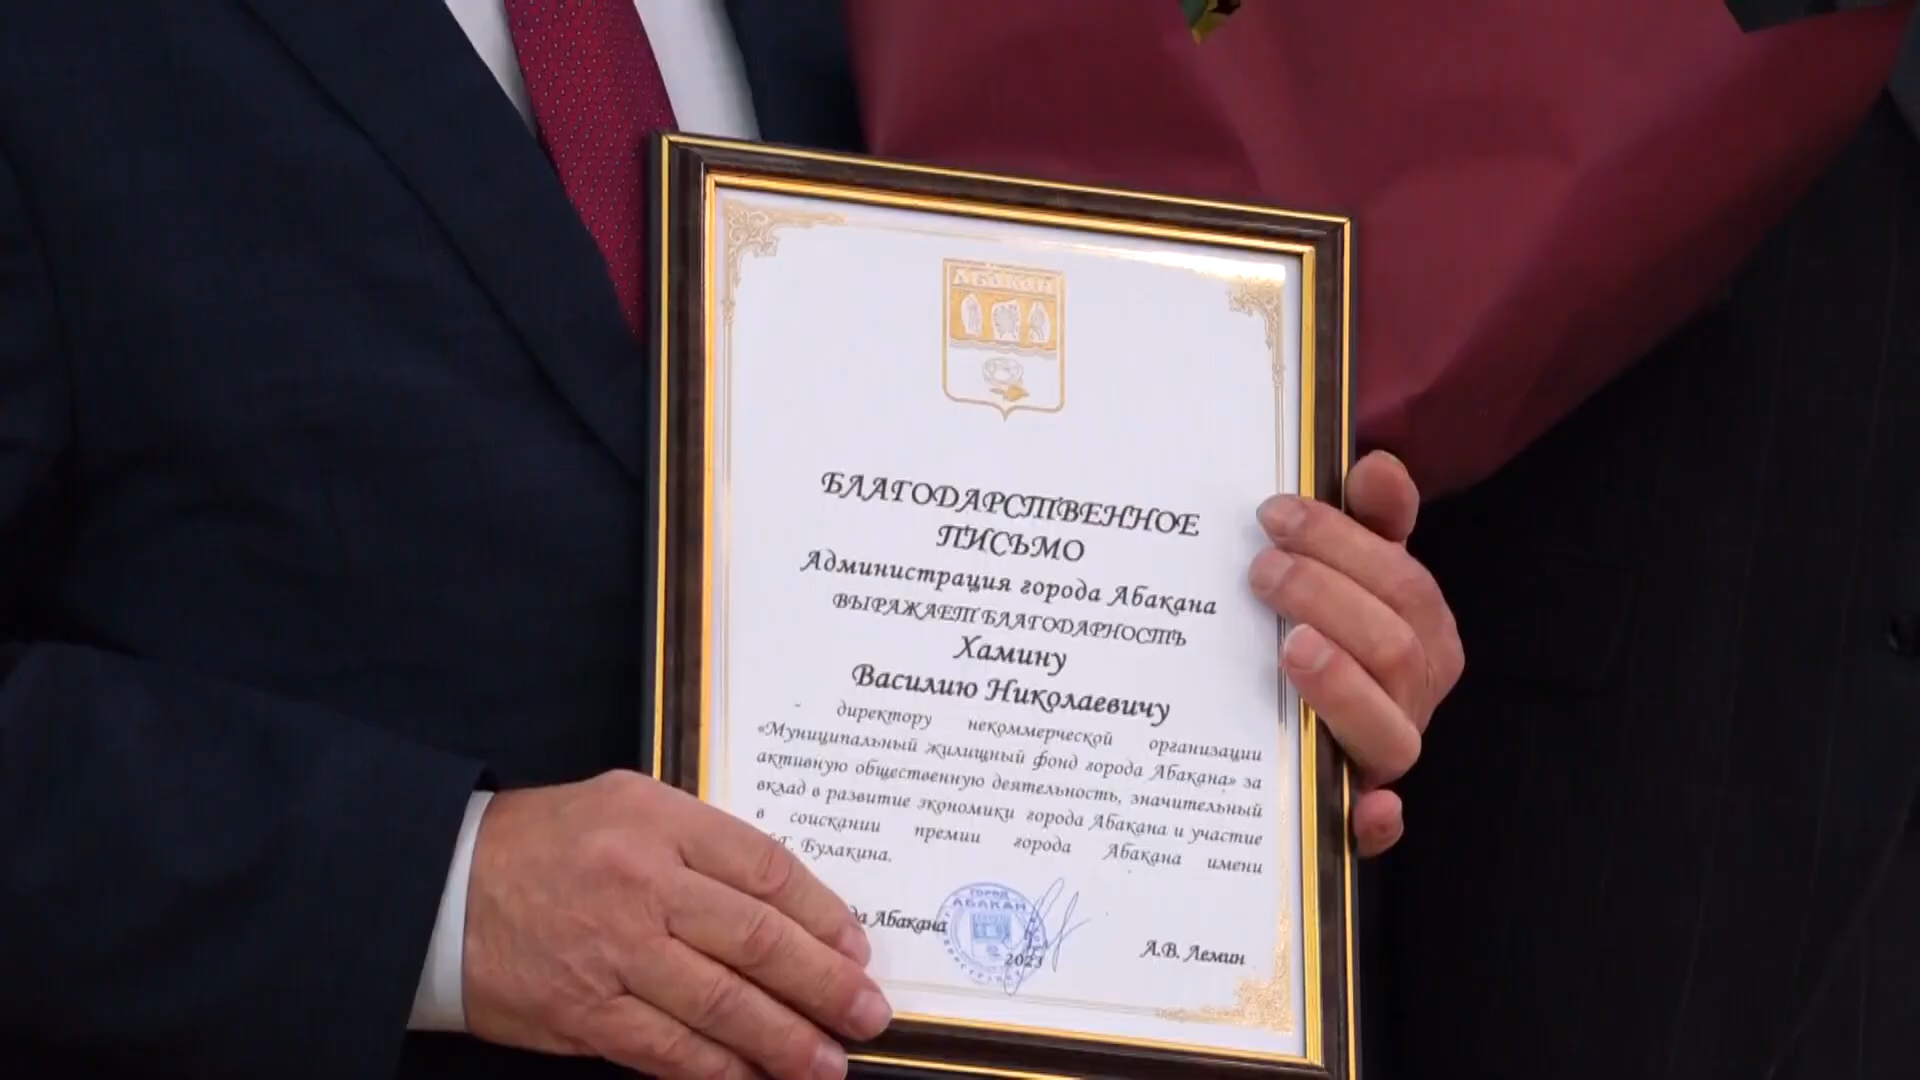 АБАКАН
БЛАГОДАРСТВЕННОЕ
ПИСЬМО
Администрация города Абакана
ВЫРАЖАЕТ БЛАГОДАРНОСТЬ
Хамину
Василию Николаевичу
- директору некоммерческой организации
«Муниципальный жилищный фонд города Абакана» за
активную общественную деятельность, значительный
вклад в развитие экономики города Абакана и участие
в соискании премии города Абакана имени
Г. Булакина.
да Абакана
ГОРОД
АБАКАН
2023
А.В. Лемин